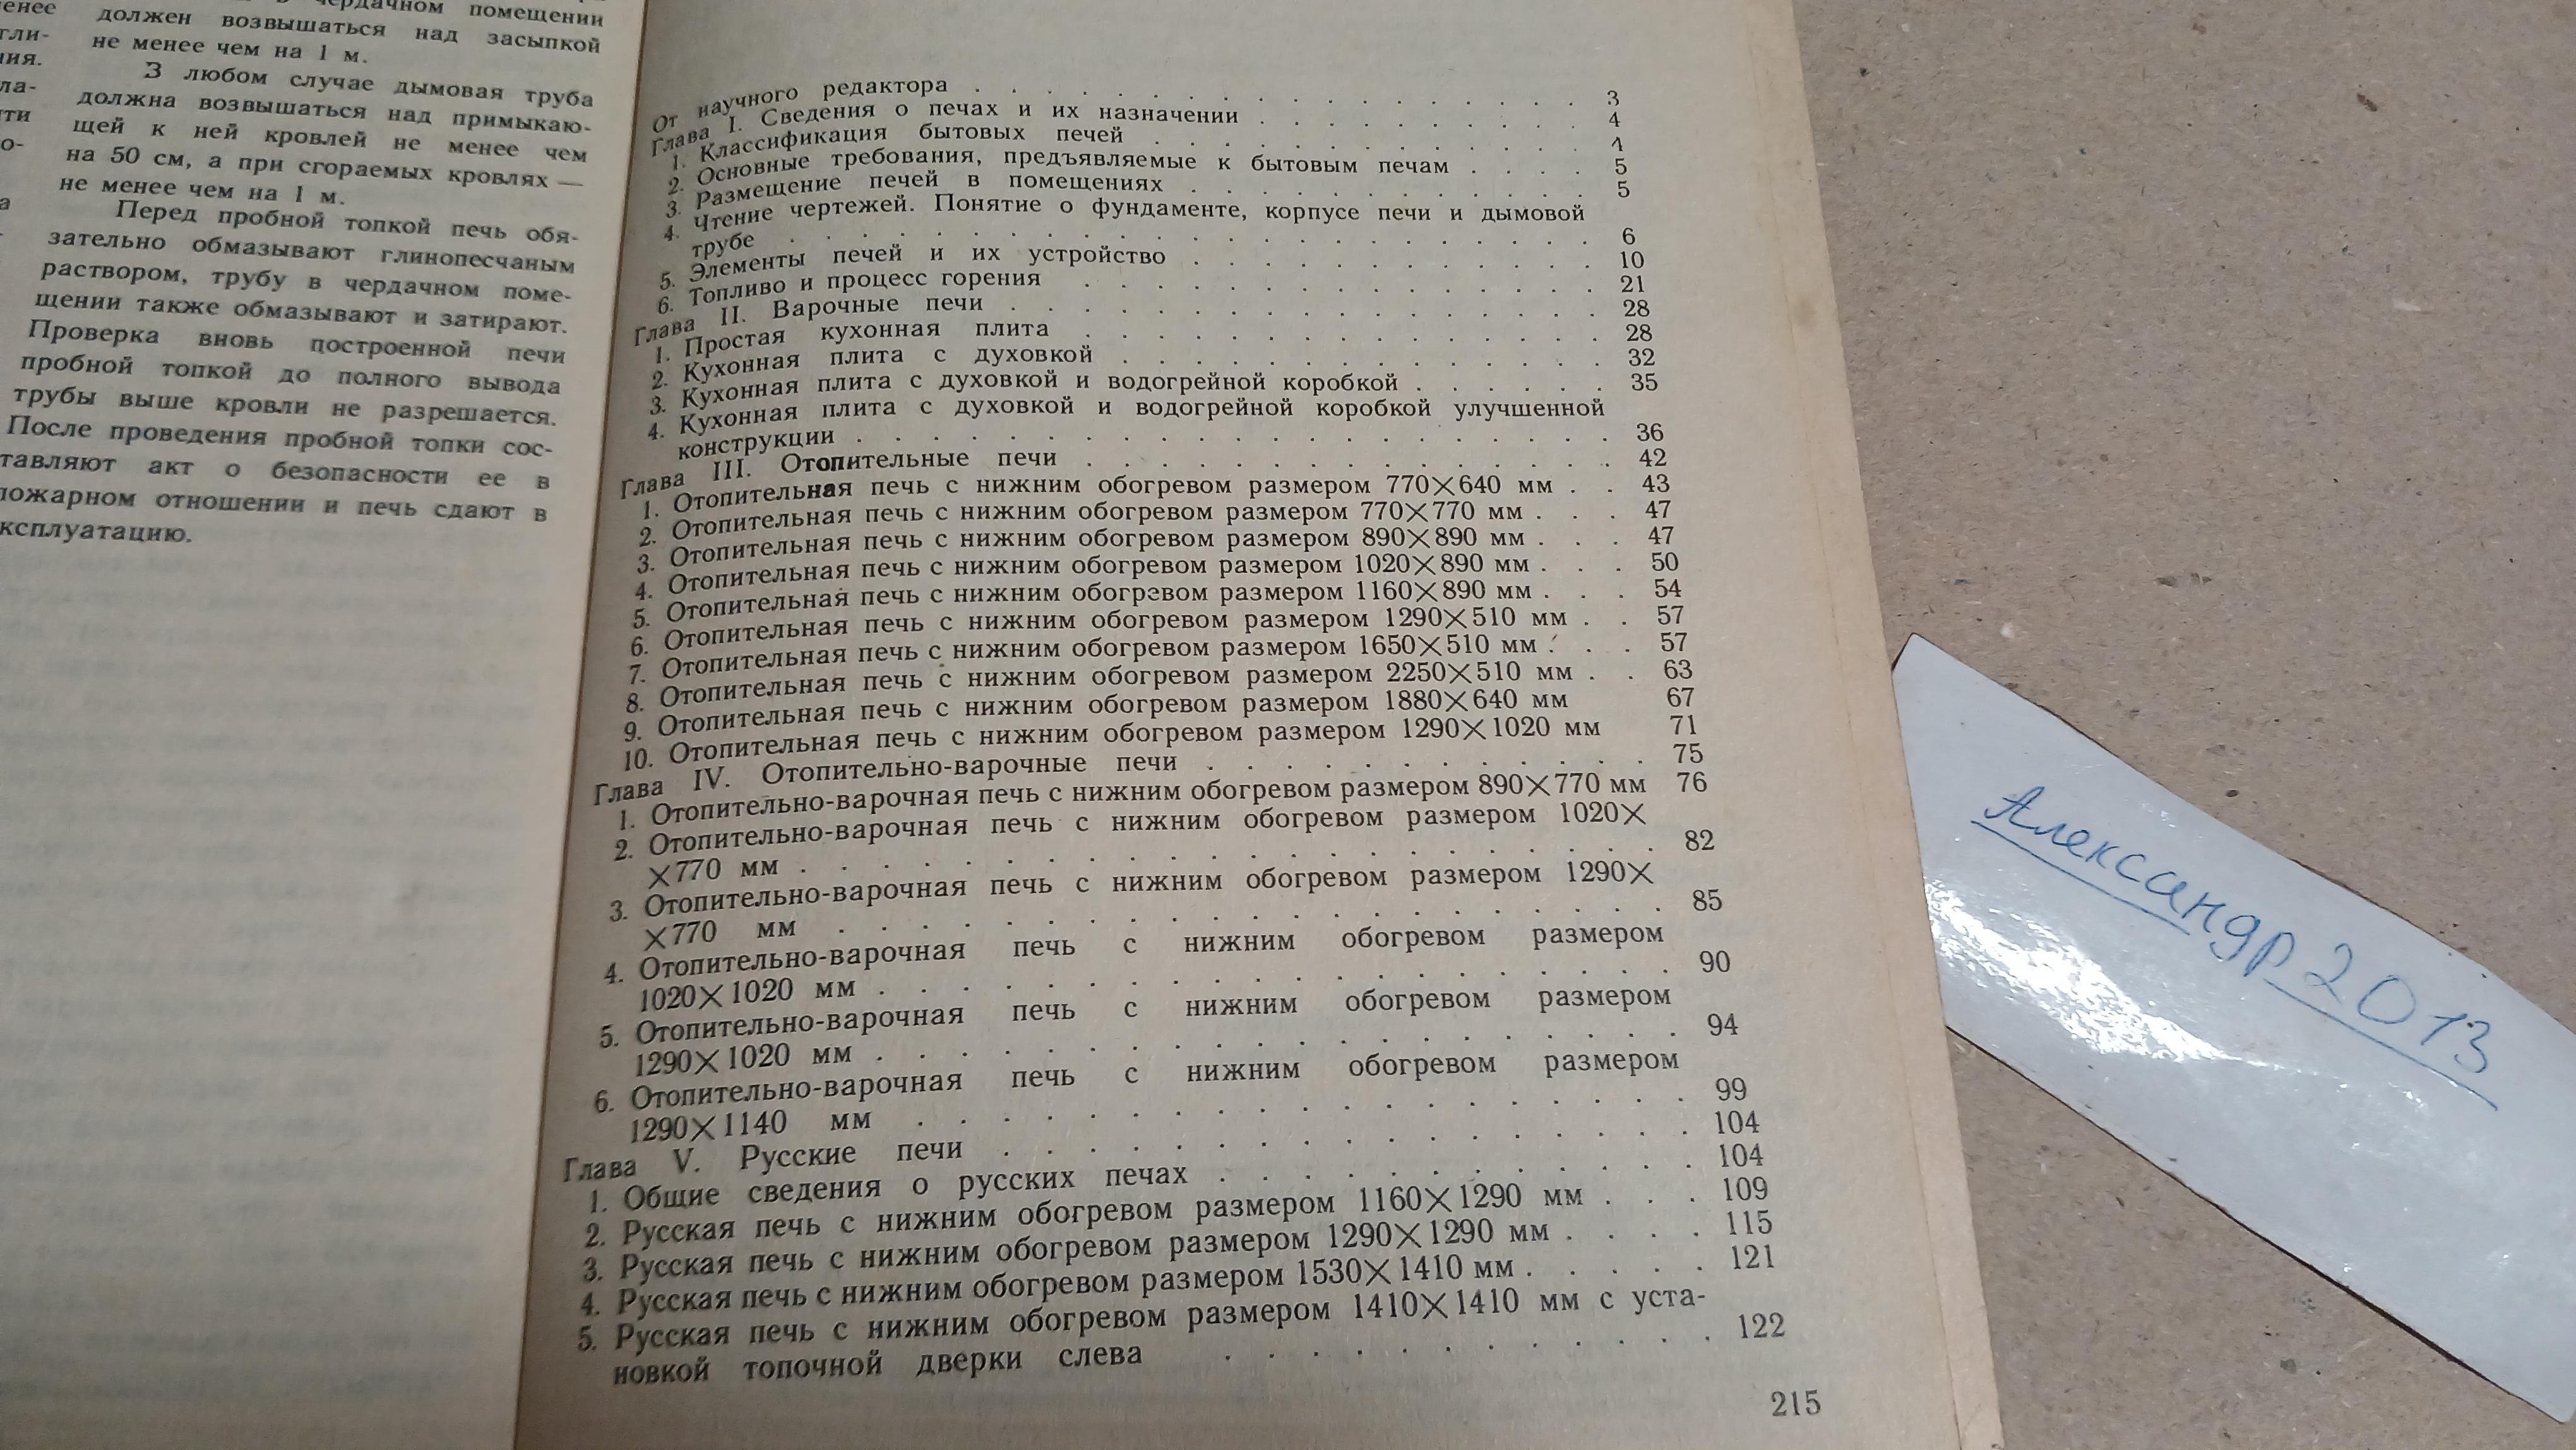 чердачном помещении
должен возвышаться над засыпкой
не менее чем на 1 м.
З любом случае дымовая труба
должна возвышаться над примыкаю-
щей к ней кровлей не менее чем
на 50 см, а при сгораемых кровлях —
не менее чем на 1 м.
Перед пробной топкой печь обя-
зательно обмазывают глинопесчаным
раствором, трубу в чердачном поме-
щении также обмазывают и затирают.
Проверка вновь построенной печи
пробной топкой до полного вывода
трубы выше кровли не разрешается.
После проведения пробной топки сос-
тавляют акт о безопасности ее в
пожарном отношении и печь сдают в
ксплуатацию.
От научного редактора . . . 3
Глава I. Сведения о печах и их назначении . . . 4
1. Классификация бытовых печей . . . 4
2. Основные требования, предъявляемые к бытовым печам . . . . 5
3. Размещение печей в помещениях . . . 5
4. Чтение чертежей. Понятие о фундаменте, корпусе печи и дымовой
трубе . . . 6
5. Элементы печей и их устройство . . . 10
6. Топливо и процесс горения . . . 21
Глава II. Варочные печи . . . 28
1. Простая кухонная плита . . . 28
2. Кухонная плита с духовкой . . . 32
3. Кухонная плита с духовкой и водогрейной коробкой . . . 35
4. Кухонная плита с духовкой и водогрейной коробкой улучшенной
конструкции . . . 36
Глава III. Отопительные печи . . . 42
1. Отопительная печь с нижним обогревом размером 770×640 мм . . 43
2. Отопительная печь с нижним обогревом размером 770×770 мм . . . 47
3. Отопительная печь с нижним обогревом размером 890×890 мм . . . 47
4. Отопительная печь с нижним обогревом размером 1020×890 мм . . . 50
5. Отопительная печь с нижним обогревом размером 1160×890 мм . . . 54
6. Отопительная печь с нижним обогревом размером 1290×510 мм . . 57
7. Отопительная печь с нижним обогревом размером 1650×510 мм . . . 57
8. Отопительная печь с нижним обогревом размером 2250×510 мм . . 63
9. Отопительная печь с нижним обогревом размером 1880×640 мм 67
10. Отопительная печь с нижним обогревом размером 1290×1020 мм 71
Глава IV. Отопительно-варочные печи . . . 75
1. Отопительно-варочная печь с нижним обогревом размером 890×770 мм 76
2. Отопительно-варочная печь с нижним обогревом размером 1020×
×770 мм . . . 82
3. Отопительно-варочная печь с нижним обогревом размером 1290×
×770 мм . . . 85
4. Отопительно-варочная печь с нижним обогревом размером
1020×1020 мм . . . 90
5. Отопительно-варочная печь с нижним обогревом размером
1290×1020 мм . . . 94
6. Отопительно-варочная печь с нижним обогревом размером
1290×1140 мм . . . 99
Глава V. Русские печи . . . 104
1. Общие сведения о русских печах . . . 104
2. Русская печь с нижним обогревом размером 1160×1290 мм . . . 109
3. Русская печь с нижним обогревом размером 1290×1290 мм . . . . 115
4. Русская печь с нижним обогревом размером 1530×1410 мм . . . . 121
5. Русская печь с нижним обогревом размером 1410×1410 мм с уста-
новкой топочной дверки слева . . . 122
215
Александр 2013